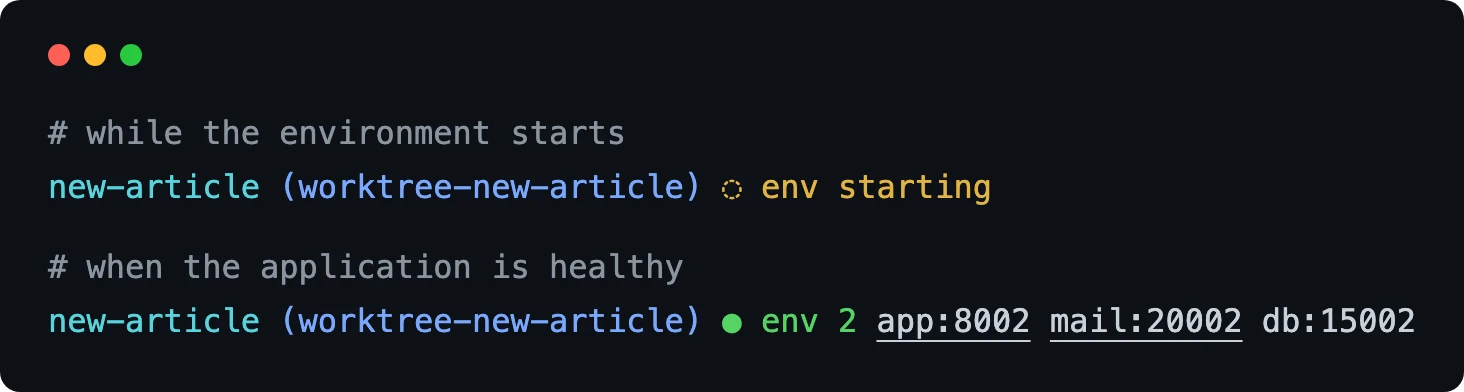 # while the environment starts
new-article (worktree-new-article) ◌ env starting
# when the application is healthy
new-article (worktree-new-article) ● env 2 app:8002 mail:20002 db:15002